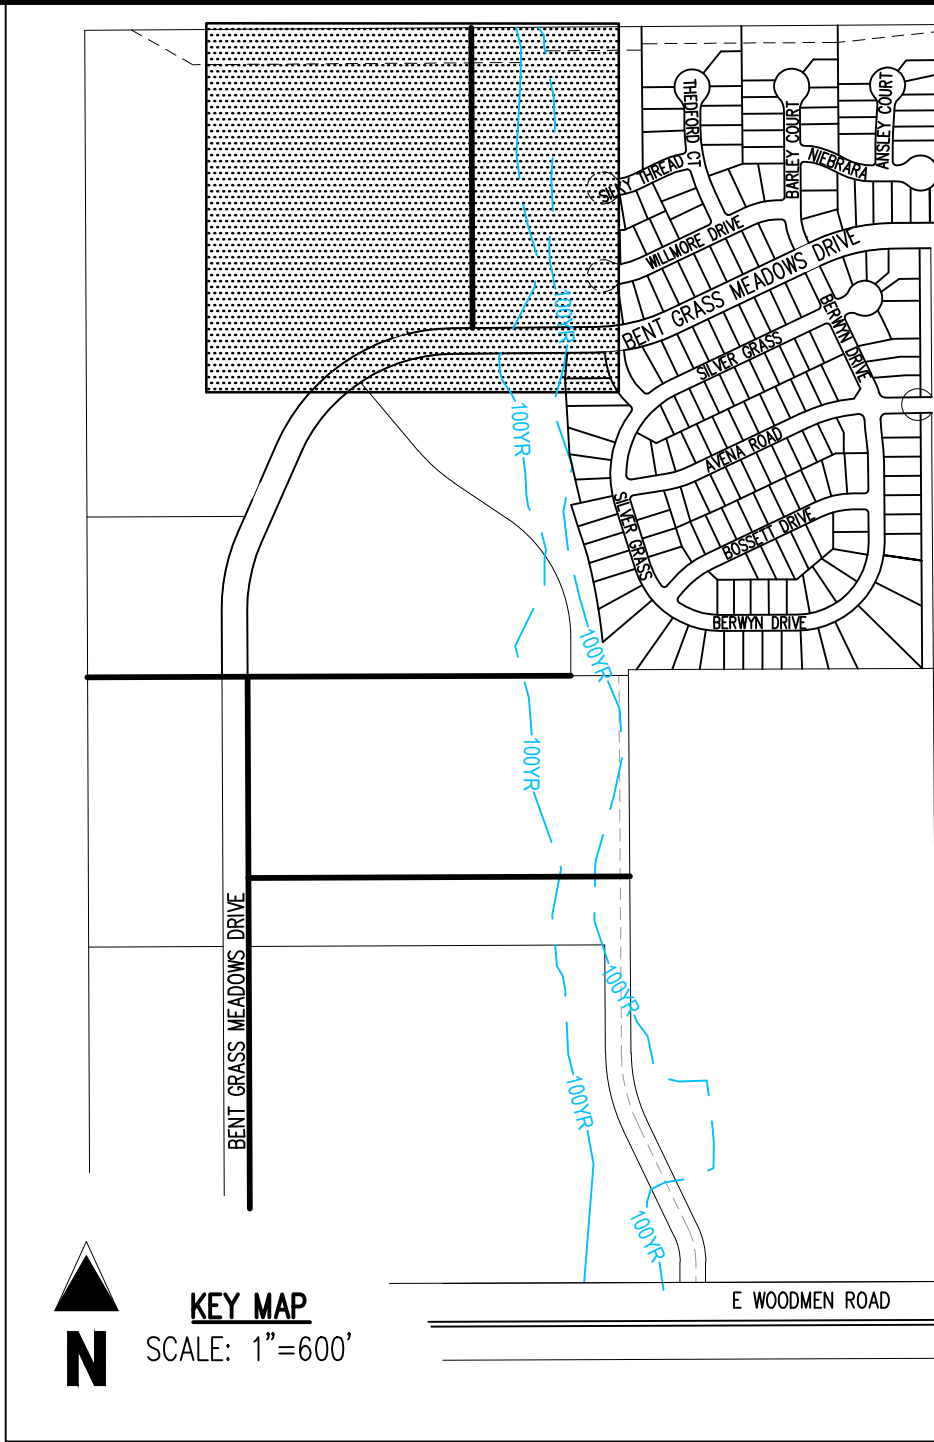 THEDFORD CT
BARLEY COURT
ANSLEY COURT
NIEBRARA
SILKY THREAD
WILLMORE DRIVE
BENT GRASS MEADOWS DRIVE
100YR
BERWYN DRIVE
SILVER GRASS
100YR
AVENA ROAD
SILVER GRASS
BOSSETT DRIVE
BERWYN DRIVE
100YR
100YR
BENT GRASS MEADOWS DRIVE
100YR
100YR
100YR
E WOODMEN ROAD
KEY MAP
SCALE: 1"=600'
N